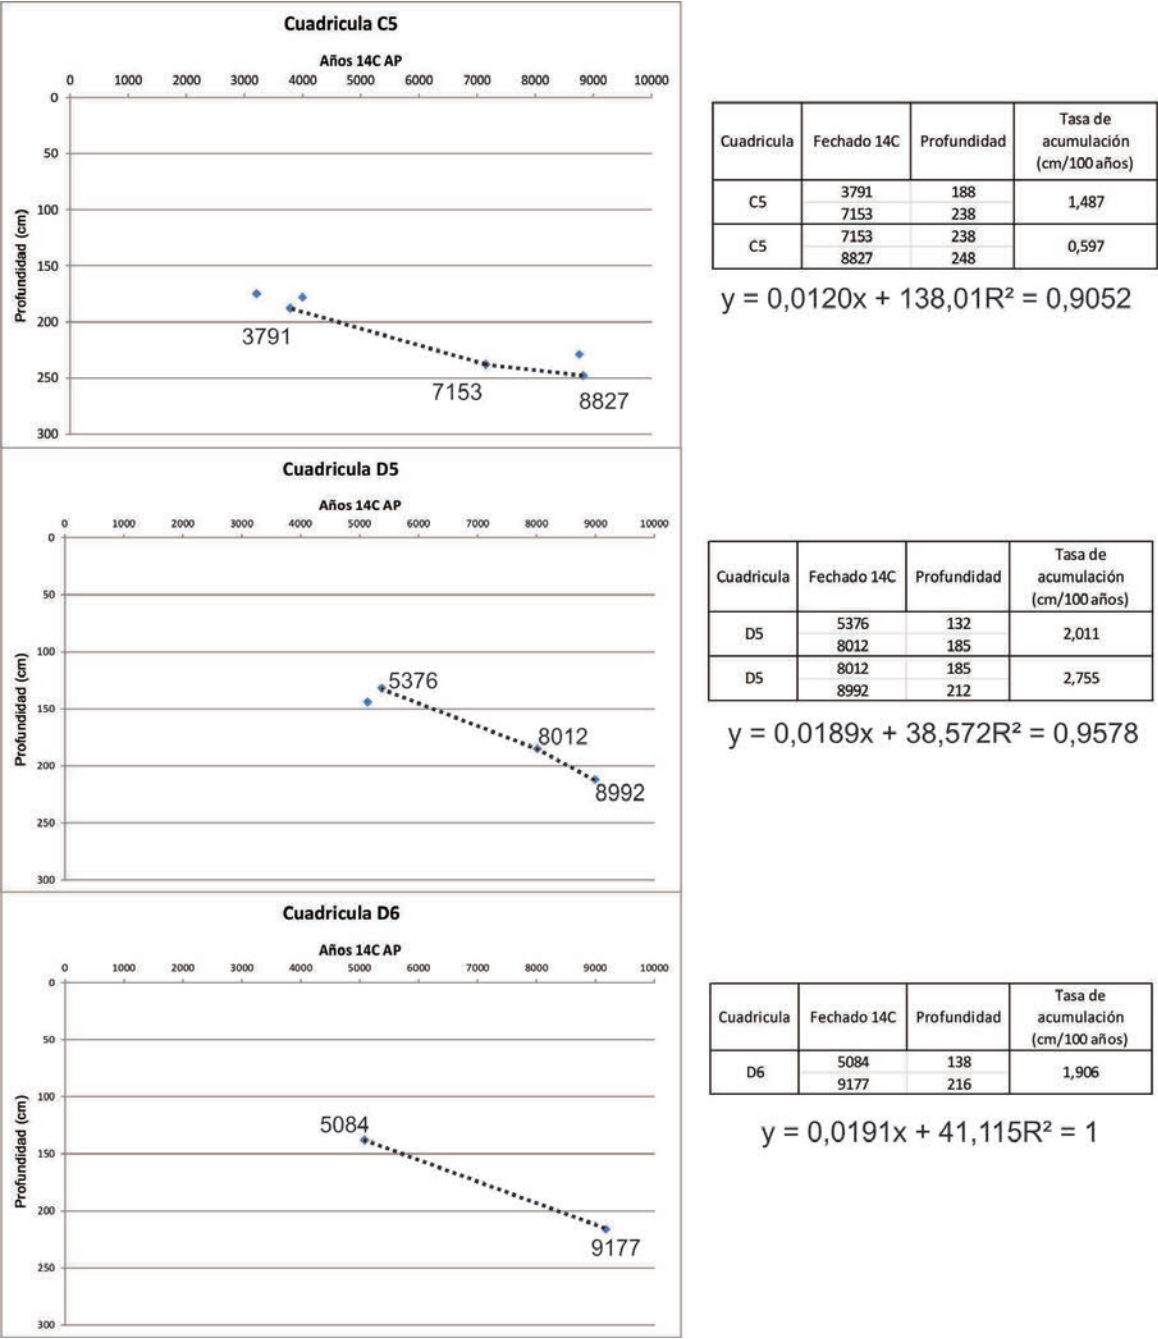 Cuadricula C5
Años 14C AP
0 1000 2000 3000 4000 5000 6000 7000 8000 9000 10000
0
50
100
150
200
250
300
Profundidad (cm)
3791
7153
8827
Cuadricula Fechado 14C Profundidad Tasa de
acumulación
(cm/100 años)
C5 3791 188 1,487
7153 238
C5 7153 238 0,597
8827 248
y = 0,0120x + 138,01R² = 0,9052
Cuadricula D5
Años 14C AP
0 1000 2000 3000 4000 5000 6000 7000 8000 9000 10000
0
50
100
150
200
250
300
Profundidad (cm)
5376
8012
8992
Cuadricula Fechado 14C Profundidad Tasa de
acumulación
(cm/100 años)
D5 5376 132 2,011
8012 185
D5 8012 185 2,755
8992 212
y = 0,0189x + 38,572R² = 0,9578
Cuadricula D6
Años 14C AP
0 1000 2000 3000 4000 5000 6000 7000 8000 9000 10000
0
50
100
150
200
250
300
Profundidad (cm)
5084
9177
Cuadricula Fechado 14C Profundidad Tasa de
acumulación
(cm/100 años)
D6 5084 138 1,906
9177 216
y = 0,0191x + 41,115R² = 1